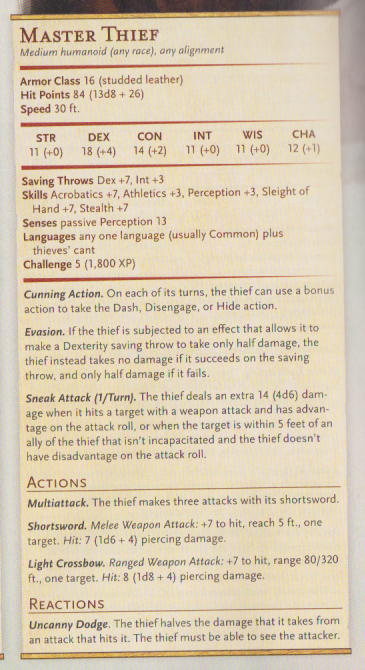 MASTER THIEF
Medium humanoid (any race), any alignment
Armor Class 16 (studded leather)
Hit Points 84 (13d8 + 26)
Speed 30 ft.
STR DEX CON INT WIS CHA
11 (+0) 18 (+4) 14 (+2) 11 (+0) 11 (+0) 12 (+1)
Saving Throws Dex +7, Int +3
Skills Acrobatics +7, Athletics +3, Perception +3, Sleight of
Hand +7, Stealth +7
Senses passive Perception 13
Languages any one language (usually Common) plus
thieves' cant
Challenge 5 (1,800 XP)
Cunning Action. On each of its turns, the thief can use a bonus
action to take the Dash, Disengage, or Hide action.
Evasion. If the thief is subjected to an effect that allows it to
make a Dexterity saving throw to take only half damage, the
thief instead takes no damage if it succeeds on the saving
throw, and only half damage if it fails.
Sneak Attack (1/Turn). The thief deals an extra 14 (4d6) dam-
age when it hits a target with a weapon attack and has advan-
tage on the attack roll, or when the target is within 5 feet of an
ally of the thief that isn't incapacitated and the thief doesn't
have disadvantage on the attack roll.
ACTIONS
Multiattack. The thief makes three attacks with its shortsword.
Shortsword. Melee Weapon Attack: +7 to hit, reach 5 ft., one
target. Hit: 7 (1d6 + 4) piercing damage.
Light Crossbow. Ranged Weapon Attack: +7 to hit, range 80/320
ft., one target. Hit: 8 (1d8 + 4) piercing damage.
REACTIONS
Uncanny Dodge. The thief halves the damage that it takes from
an attack that hits it. The thief must be able to see the attacker.